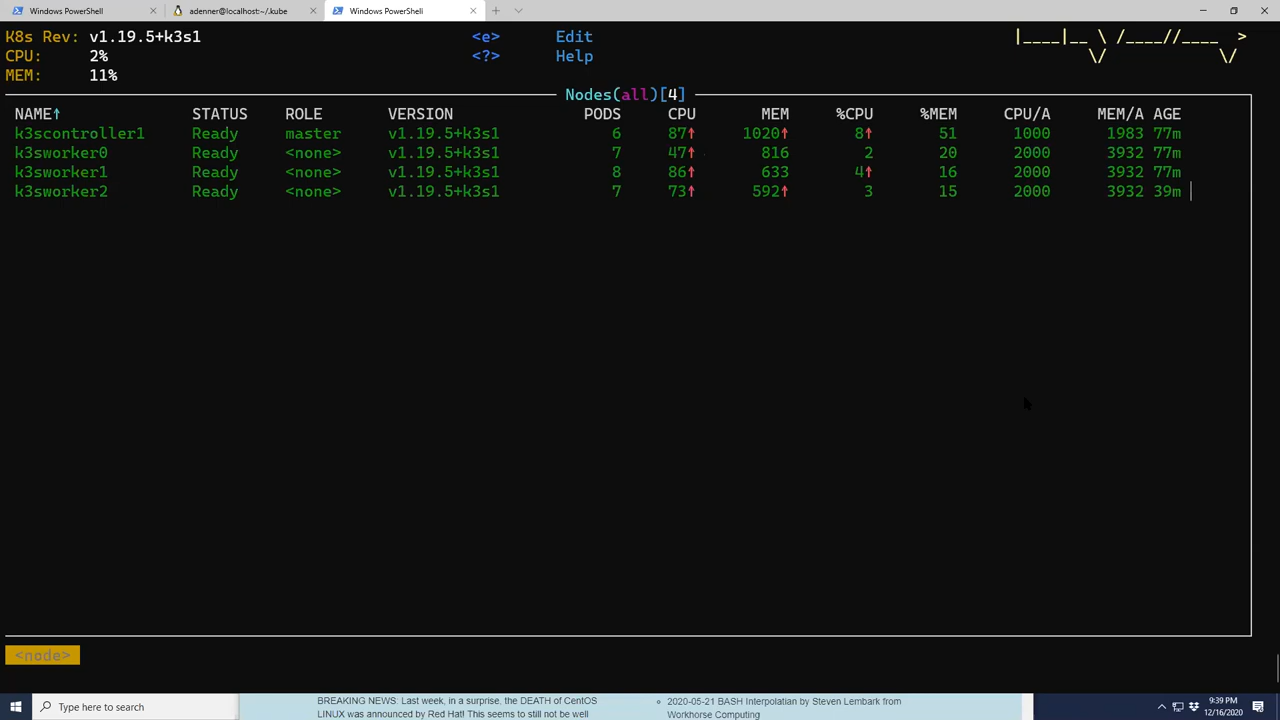 Windows PowerShell
adenner@localhost:~/.kube
Windows PowerShell
K8s Rev: v1.19.5+k3s1 <e> Edit |____|__ \ /____//____ >
CPU: 2% <?> Help \/ \/
MEM: 11%
Nodes(all)[4]
NAME↑ STATUS ROLE VERSION PODS CPU MEM %CPU %MEM CPU/A MEM/A AGE
k3scontroller1 Ready master v1.19.5+k3s1 6 87↑ 1020↑ 8↑ 51 1000 1983 77m
k3sworker0 Ready <none> v1.19.5+k3s1 7 47↑ 816 2 20 2000 3932 77m
k3sworker1 Ready <none> v1.19.5+k3s1 8 86↑ 633 4↑ 16 2000 3932 77m
k3sworker2 Ready <none> v1.19.5+k3s1 7 73↑ 592↑ 3 15 2000 3932 39m
<node>
BREAKING NEWS: Last week, in a surprise, the DEATH of CentOS
LINUX was announced by Red Hat! This seems to still not be well
2020-05-21 BASH Interpolation by Steven Lembark from
Workhorse Computing
Type here to search
9:39 PM
12/16/2020